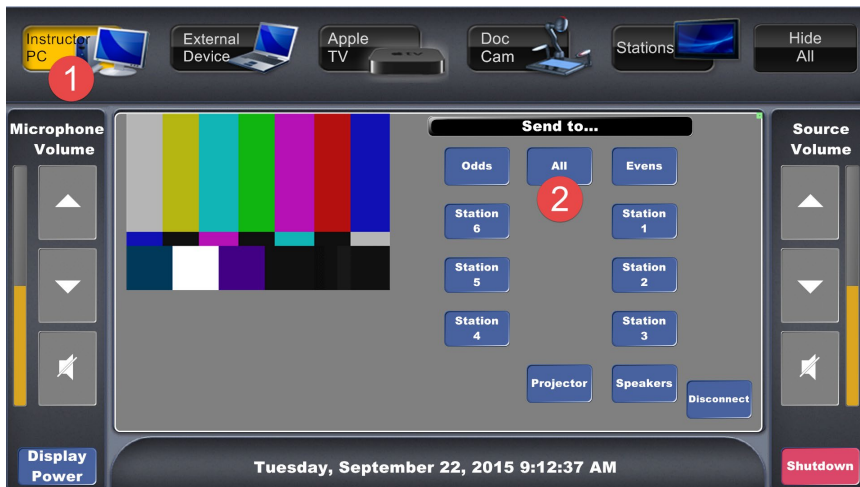 Instructor
PC
1
External
Device
Apple
TV
tv
Doc
Cam
Stations
Hide
All
Microphone
Volume
Send to...
Odds
All
Evens
2
Station
6
Station
1
Station
5
Station
2
Station
4
Station
3
Projector
Speakers
Disconnect
Source
Volume
Display
Power
Tuesday, September 22, 2015 9:12:37 AM
Shutdown